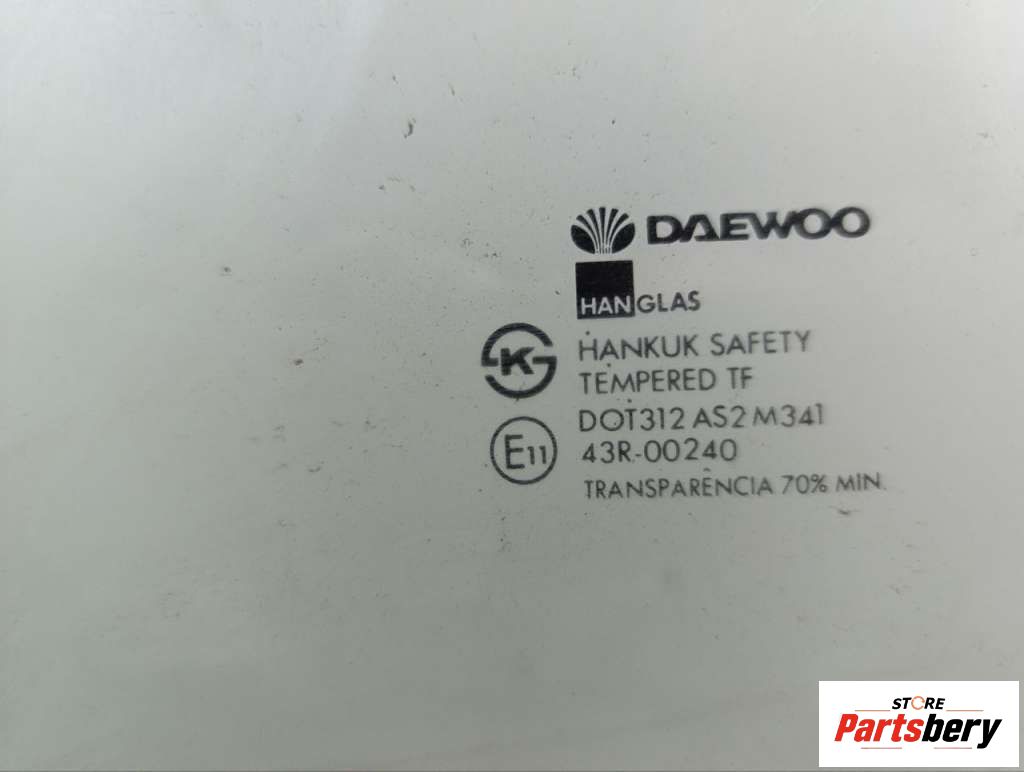 DAEWOO
HANGLAS
K
HANKUK SAFETY
TEMPERED TF
DOT312 AS2 M341
E11
43R-00240
TRANSPARÊNCIA 70% MIN.
STORE
Partsbery